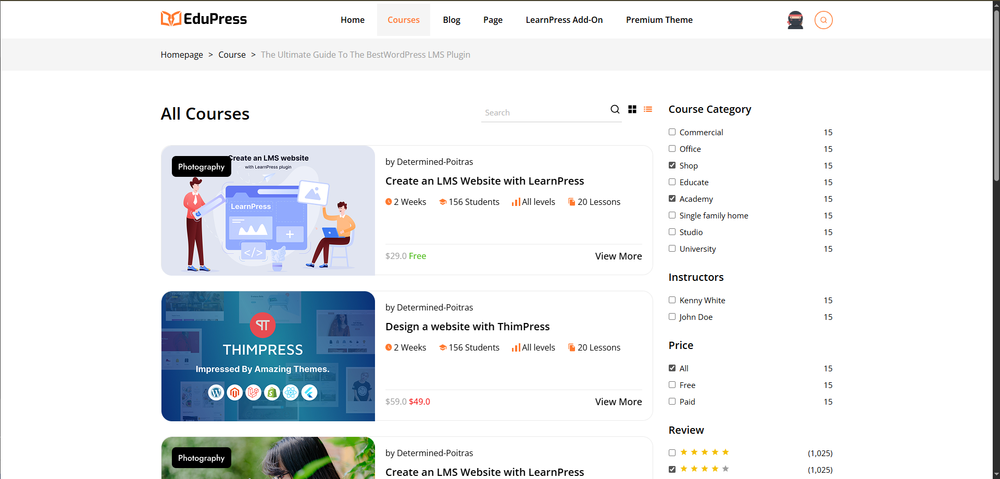 EduPress
Home
Courses
Blog
Page
LearnPress Add-On
Premium Theme
Homepage > Course > The Ultimate Guide To The BestWordPress LMS Plugin
All Courses
Search
Photography
Create an LMS website
with LearnPress plugin
LearnPress
</>
by Determined-Poitras
Create an LMS Website with LearnPress
2 Weeks 156 Students All levels 20 Lessons
$29.0 Free
View More
THIMPRESS
Impressed By Amazing Themes.
by Determined-Poitras
Design a website with ThimPress
2 Weeks 156 Students All levels 20 Lessons
$59.0 $49.0
View More
Photography
by Determined-Poitras
Create an LMS Website with LearnPress
Course Category
Commercial 15
Office 15
Shop 15
Educate 15
Academy 15
Single family home 15
Studio 15
University 15
Instructors
Kenny White 15
John Doe 15
Price
All 15
Free 15
Paid 15
Review
(1,025)
(1,025)